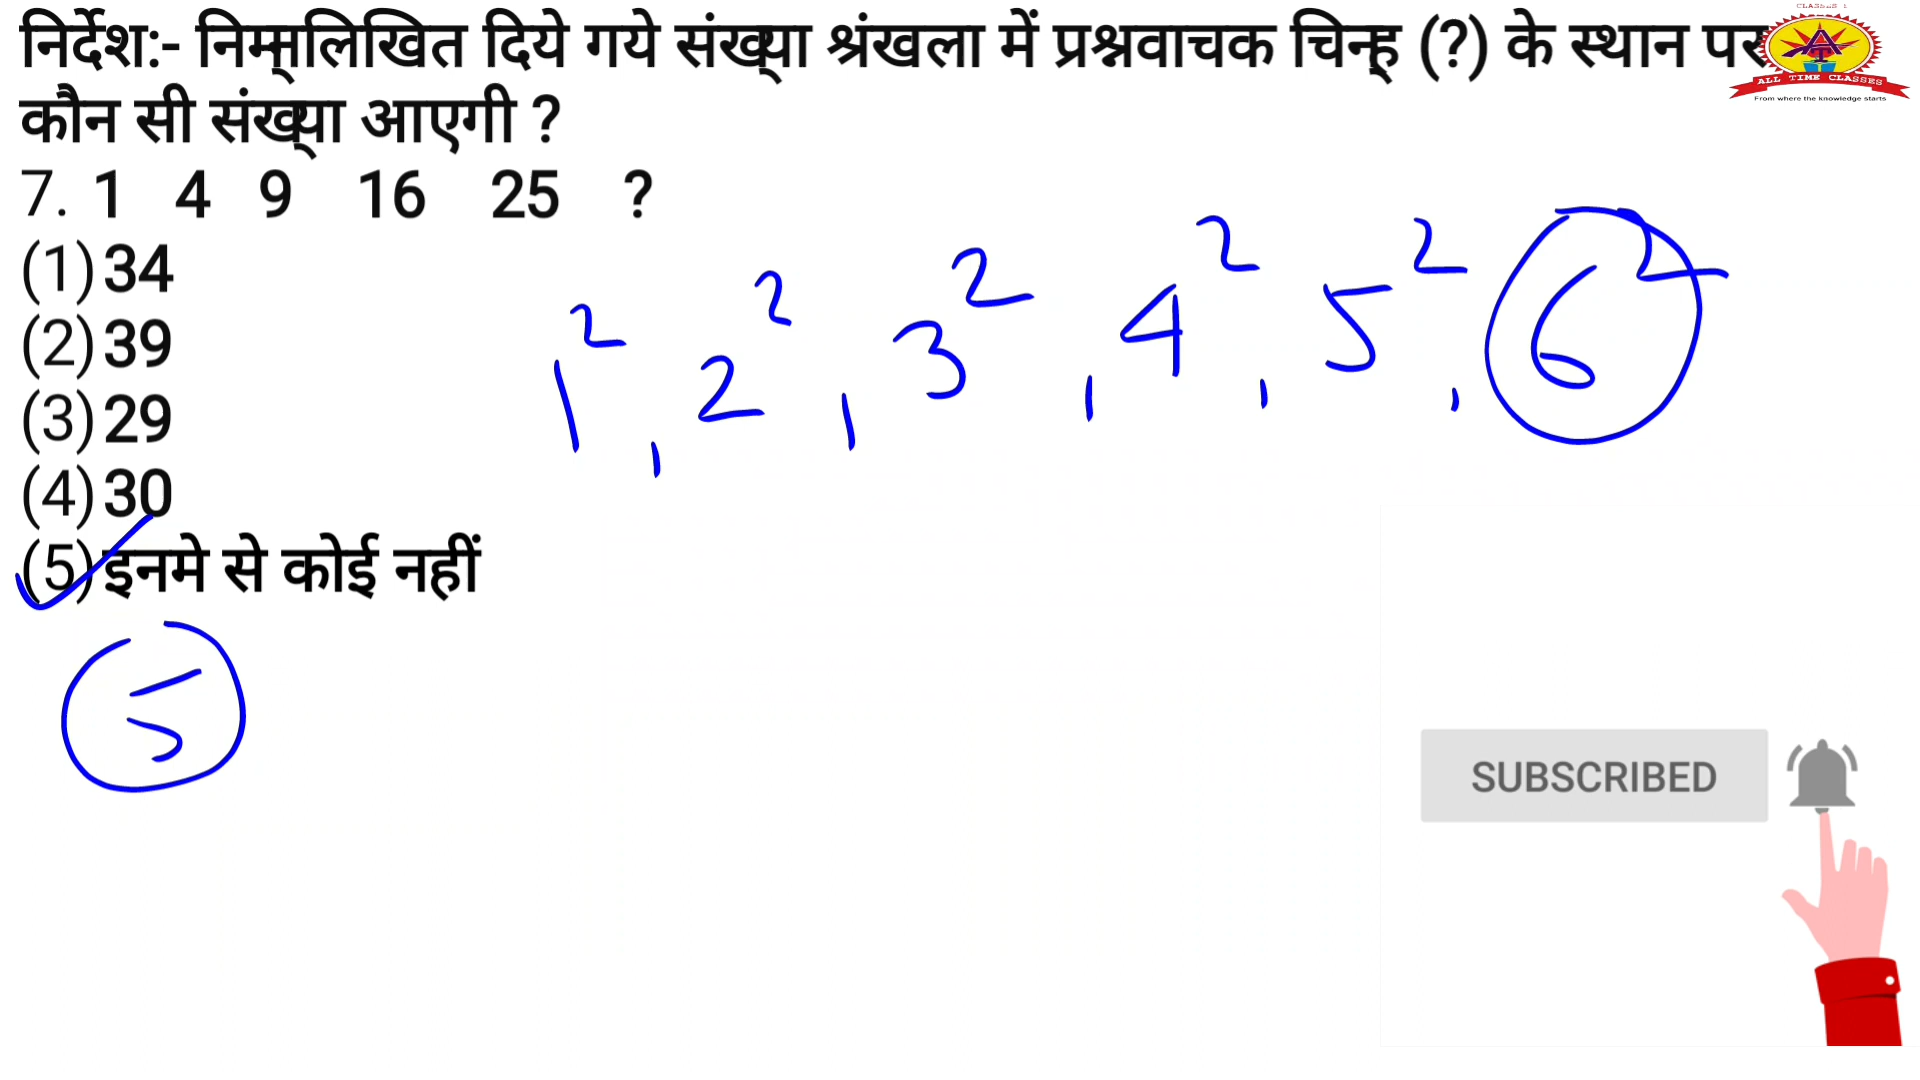 निर्देश:- निम्मलिखित दिये गये संख्या श्रंखला में प्रश्नवाचक चिन्ह (?) के स्थान पर
कौन सी संख्या आएगी ?
7. 1 4 9 16 25 ?
(1) 34
(2) 39
(3) 29
(4) 30
(5) इनमे से कोई नहीं
1², 2², 3², 4², 5², 6²
5
ALL TIME CLASSES
From where the knowledge starts
SUBSCRIBED